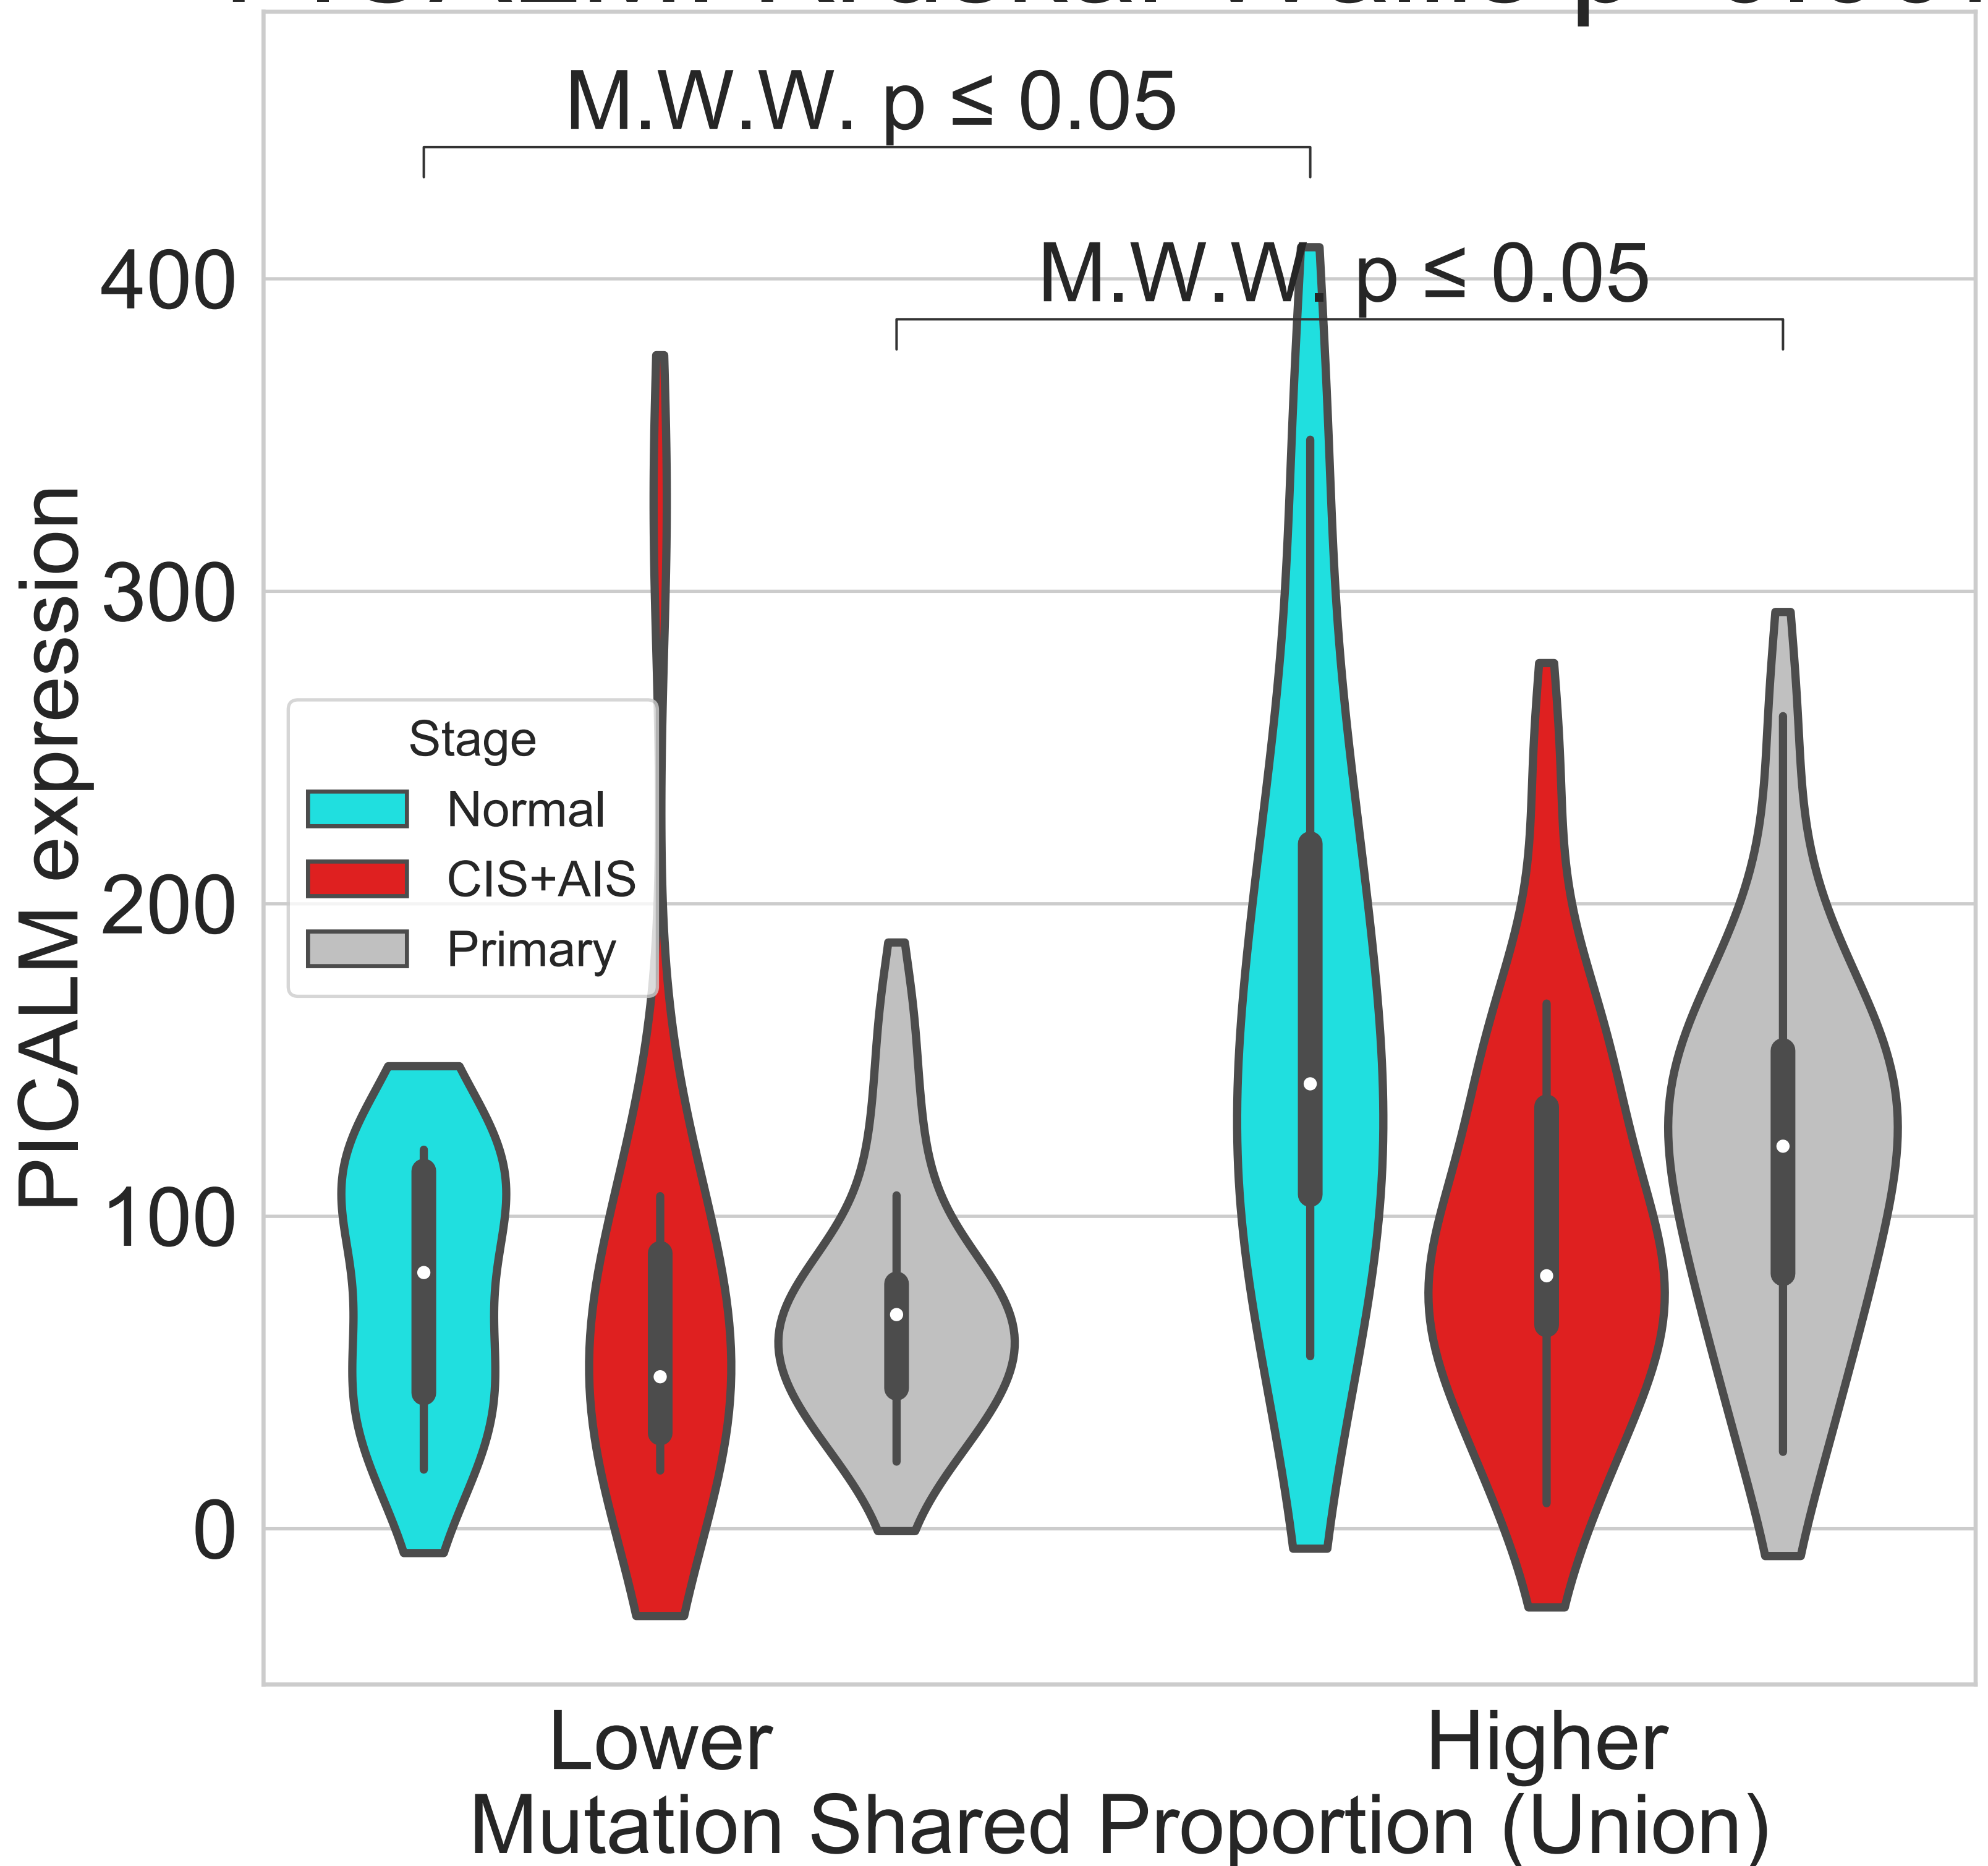 M.W.W. p ≤ 0.05
M.W.W. p ≤ 0.05
400
300
200
100
0
PICALM expression
Stage
Normal
CIS+AIS
Primary
Lower
Higher
Mutation Shared Proportion (Union)